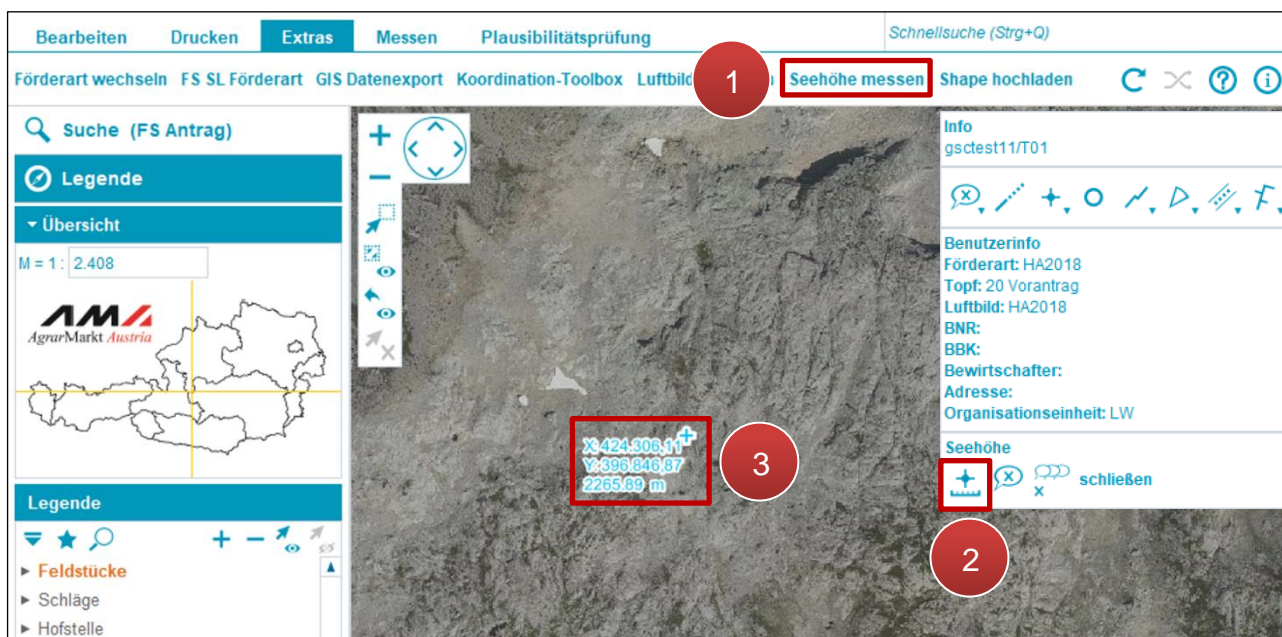 Bearbeiten Drucken Extras Messen Plausibilitätsprüfung Schnellsuche (Strg+Q)
Förderart wechseln FS SL Förderart GIS Datenexport Koordination-Toolbox Luftbild 1 Seehöhe messen Shape hochladen
Suche (FS Antrag)
Legende
Übersicht
M = 1 : 2.408
AMA
AgrarMarkt Austria
Legende
Feldstücke
Schläge
Hofstelle
X:424.306,11
Y:396.846,87
2265.89 m
3
Info
gsctest11/T01
Benutzerinfo
Förderart: HA2018
Topf: 20 Vorantrag
Luftbild: HA2018
BNR:
BBK:
Bewirtschafter:
Adresse:
Organisationseinheit: LW
Seehöhe
schließen
2